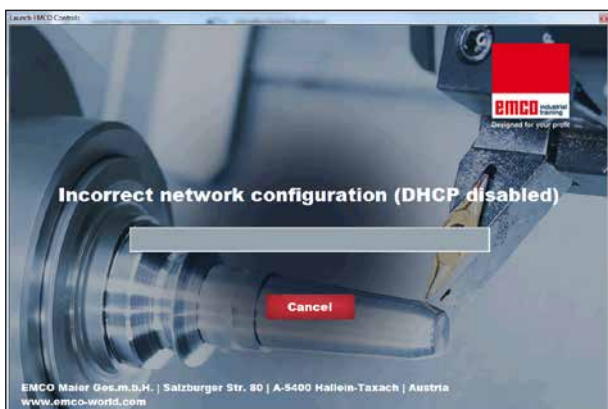 Launch EMCO Controls
emco industrial
training
Designed for your profit
Incorrect network configuration (DHCP disabled)
Cancel
EMCO Maier Ges.m.b.H. | Salzburger Str. 80 | A-5400 Hallein-Taxach | Austria
www.emco-world.com